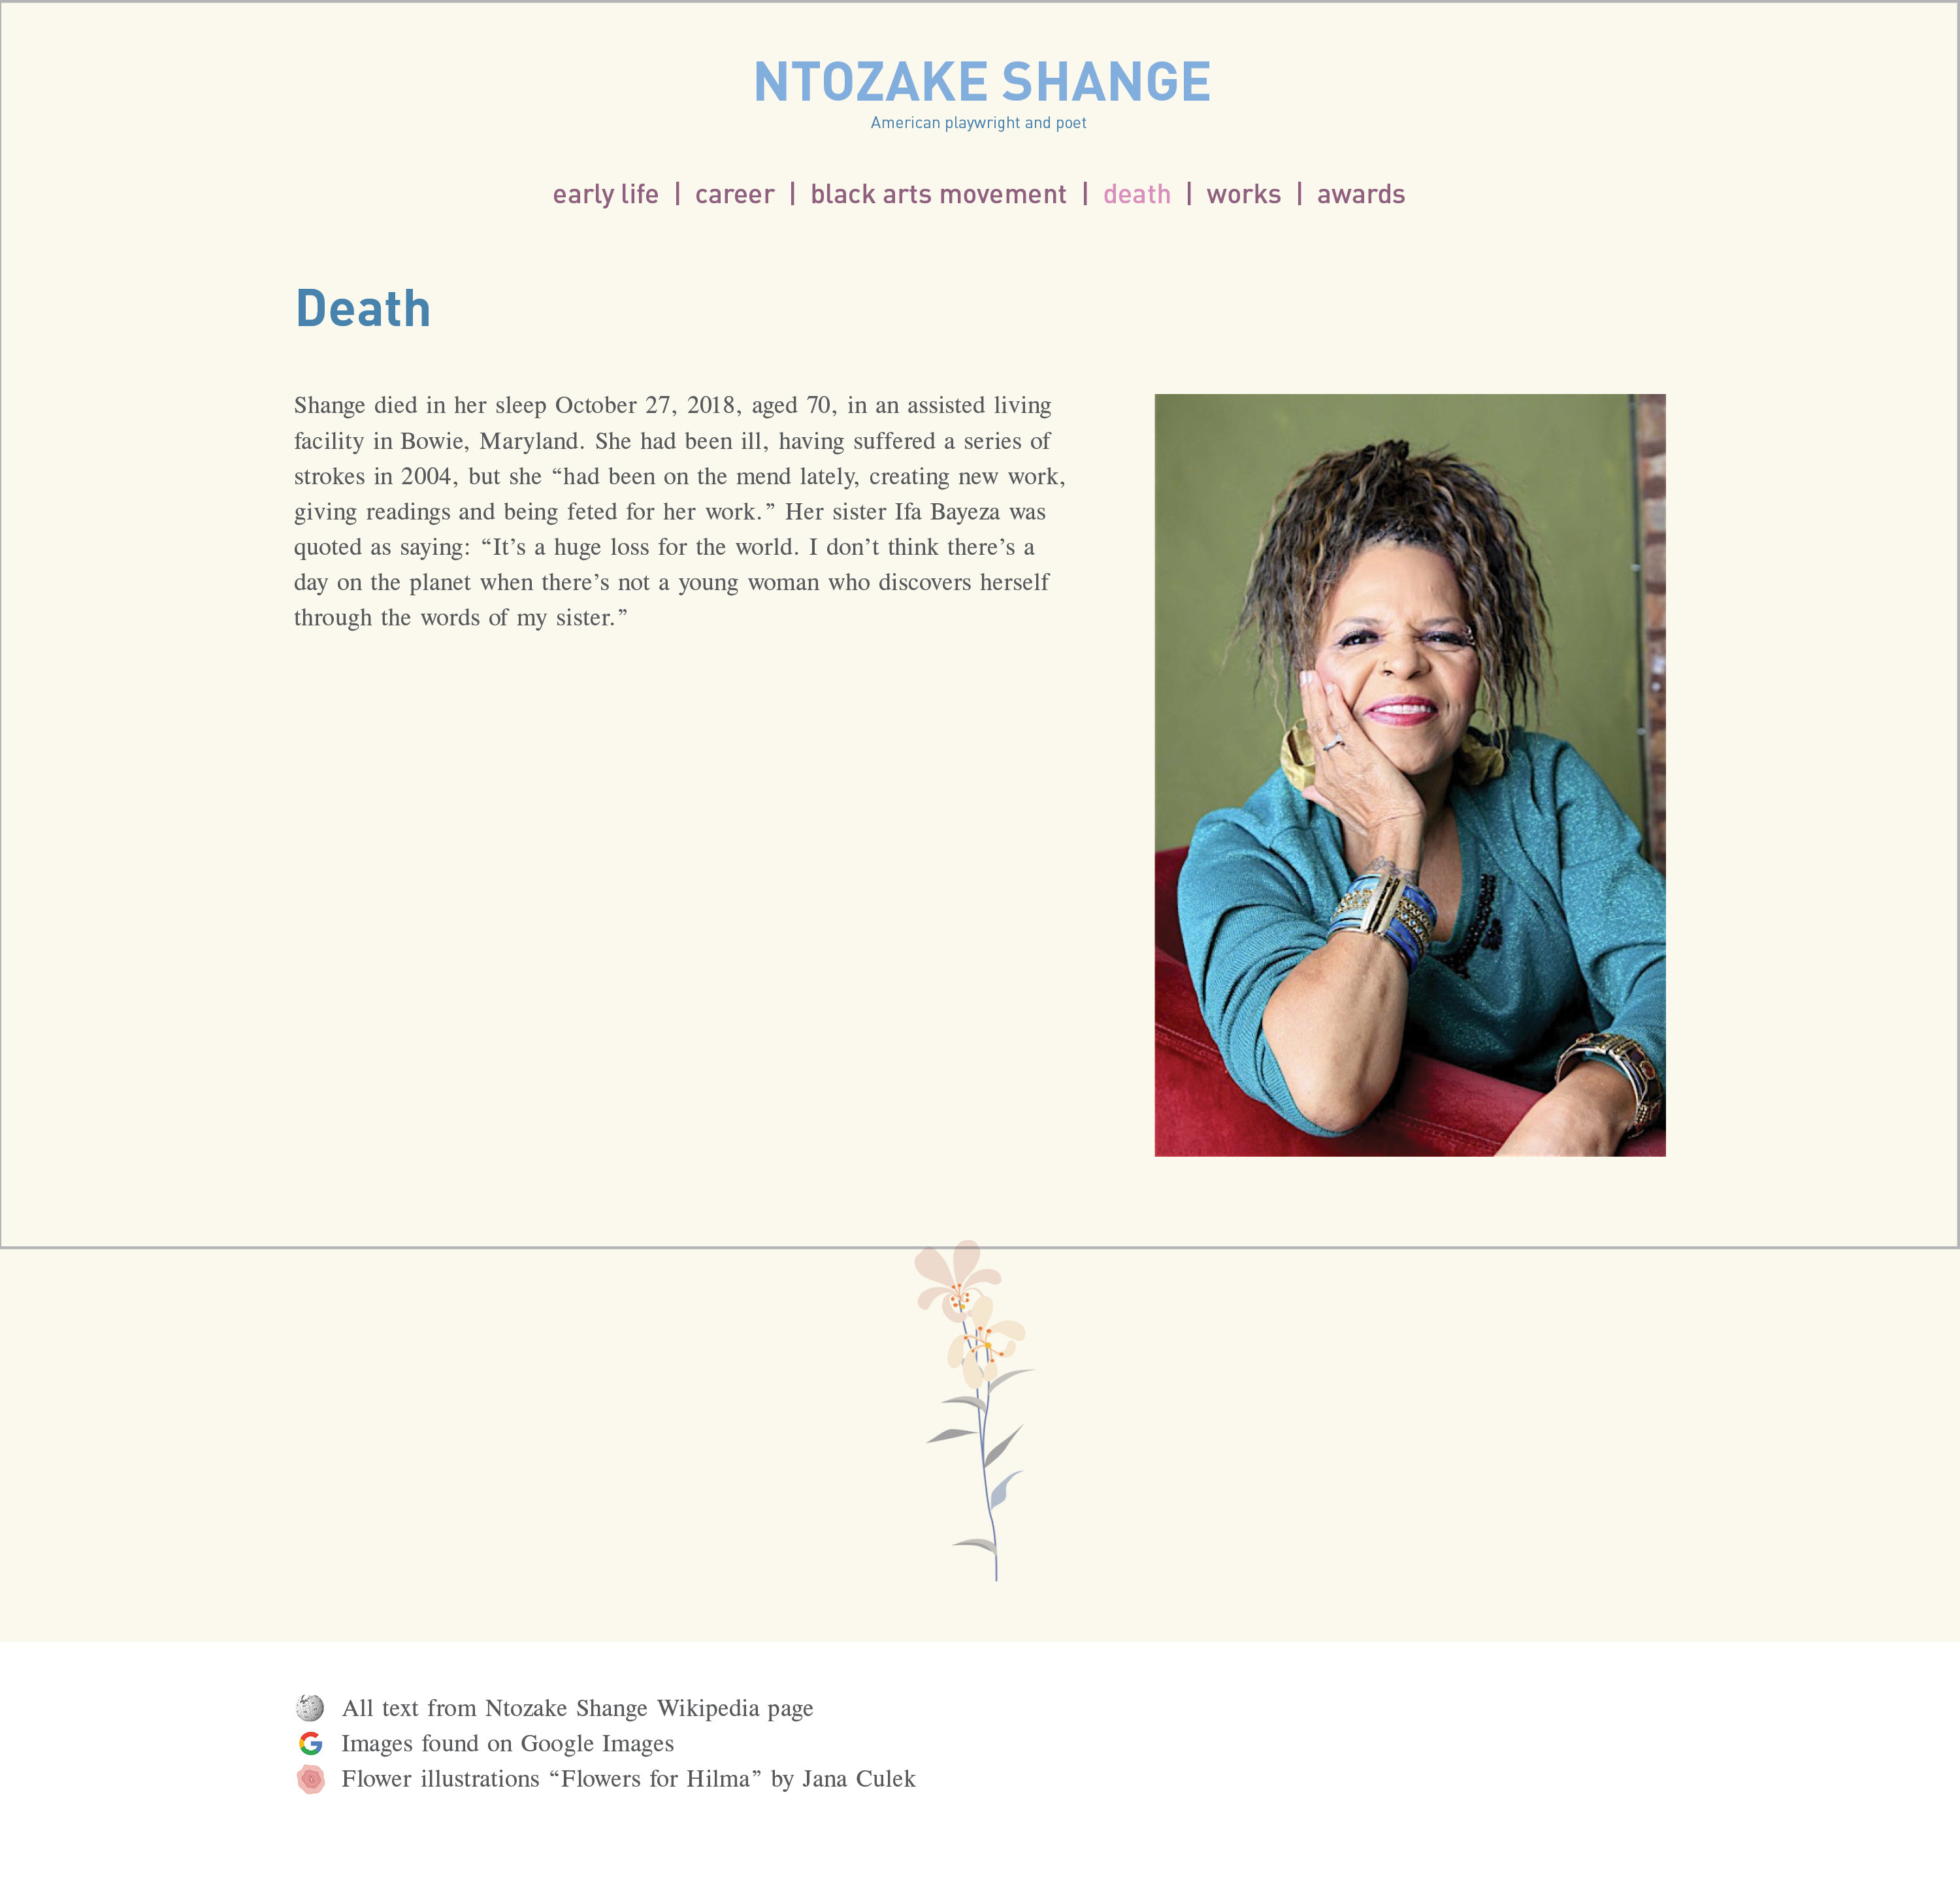 NTOZAKE SHANGE
American playwright and poet
early life | career | black arts movement | death | works | awards
Death
Shange died in her sleep October 27, 2018, aged 70, in an assisted living
facility in Bowie, Maryland. She had been ill, having suffered a series of
strokes in 2004, but she “had been on the mend lately, creating new work,
giving readings and being feted for her work.” Her sister Ifa Bayeza was
quoted as saying: “It’s a huge loss for the world. I don’t think there’s a
day on the planet when there’s not a young woman who discovers herself
through the words of my sister.”
All text from Ntozake Shange Wikipedia page
Images found on Google Images
Flower illustrations “Flowers for Hilma” by Jana Culek